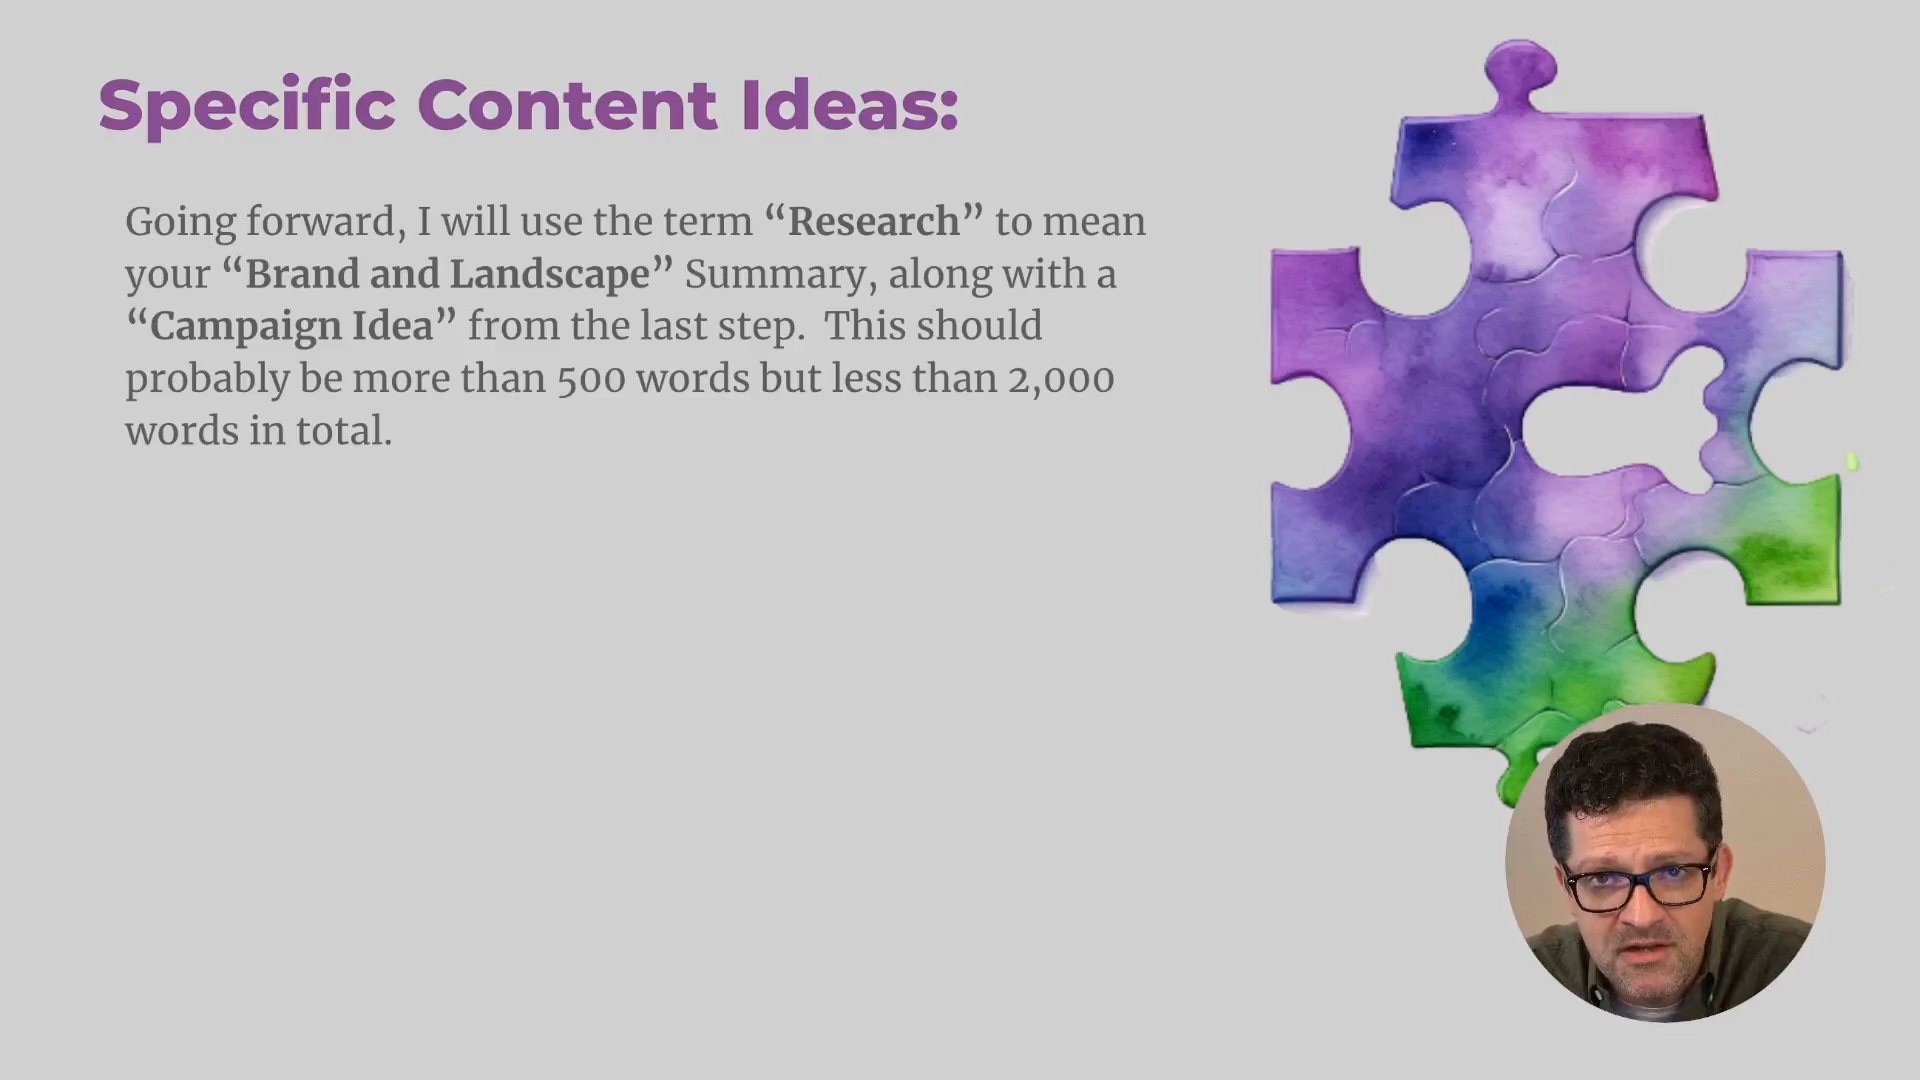 Specific Content Ideas:
Going forward, I will use the term “Research” to mean
your “Brand and Landscape” Summary, along with a
“Campaign Idea” from the last step.  This should
probably be more than 500 words but less than 2,000
words in total.